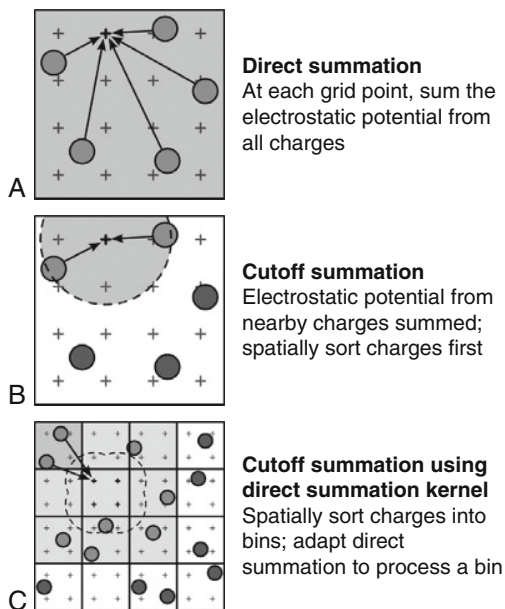 Direct summation
At each grid point, sum the
electrostatic potential from
all charges
A
Cutoff summation
Electrostatic potential from
nearby charges summed;
spatially sort charges first
B
Cutoff summation using
direct summation kernel
Spatially sort charges into
bins; adapt direct
summation to process a bin
C